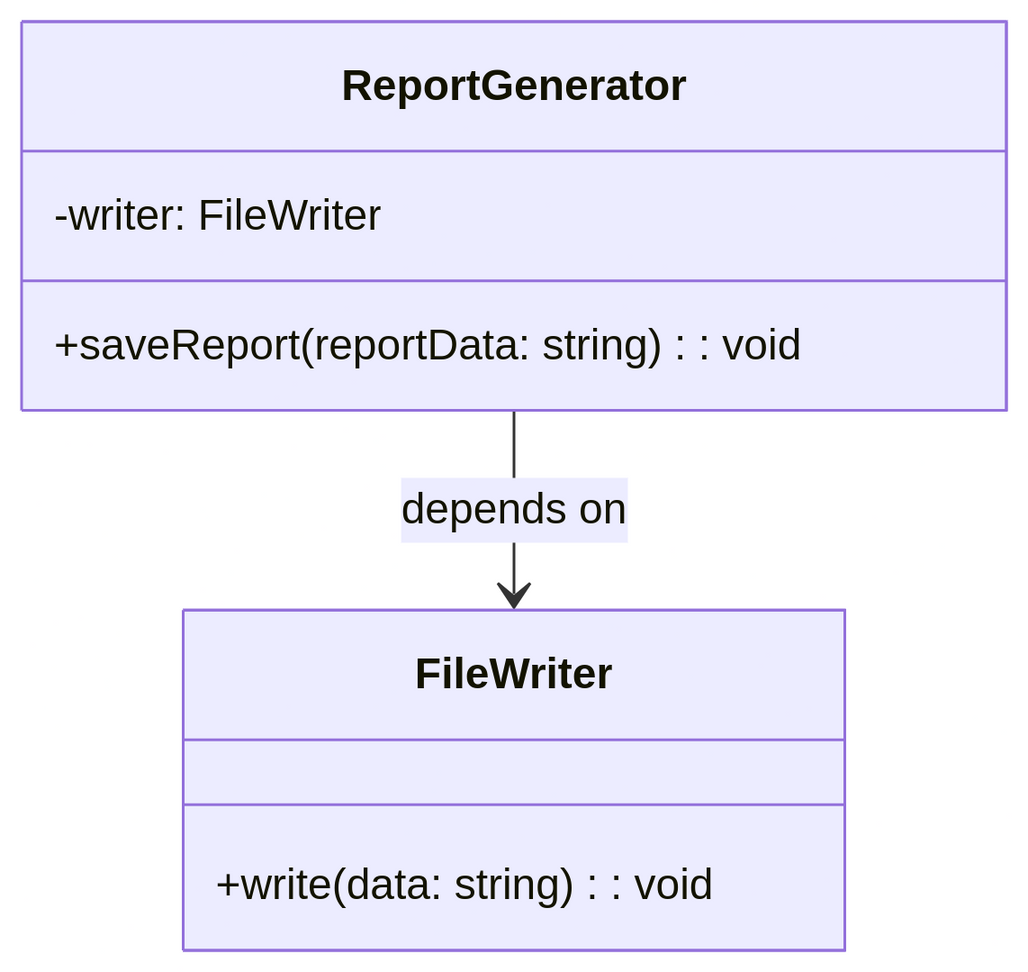 ReportGenerator
-writer: FileWriter
+saveReport(reportData: string) : : void
depends on
FileWriter
+write(data: string) : : void